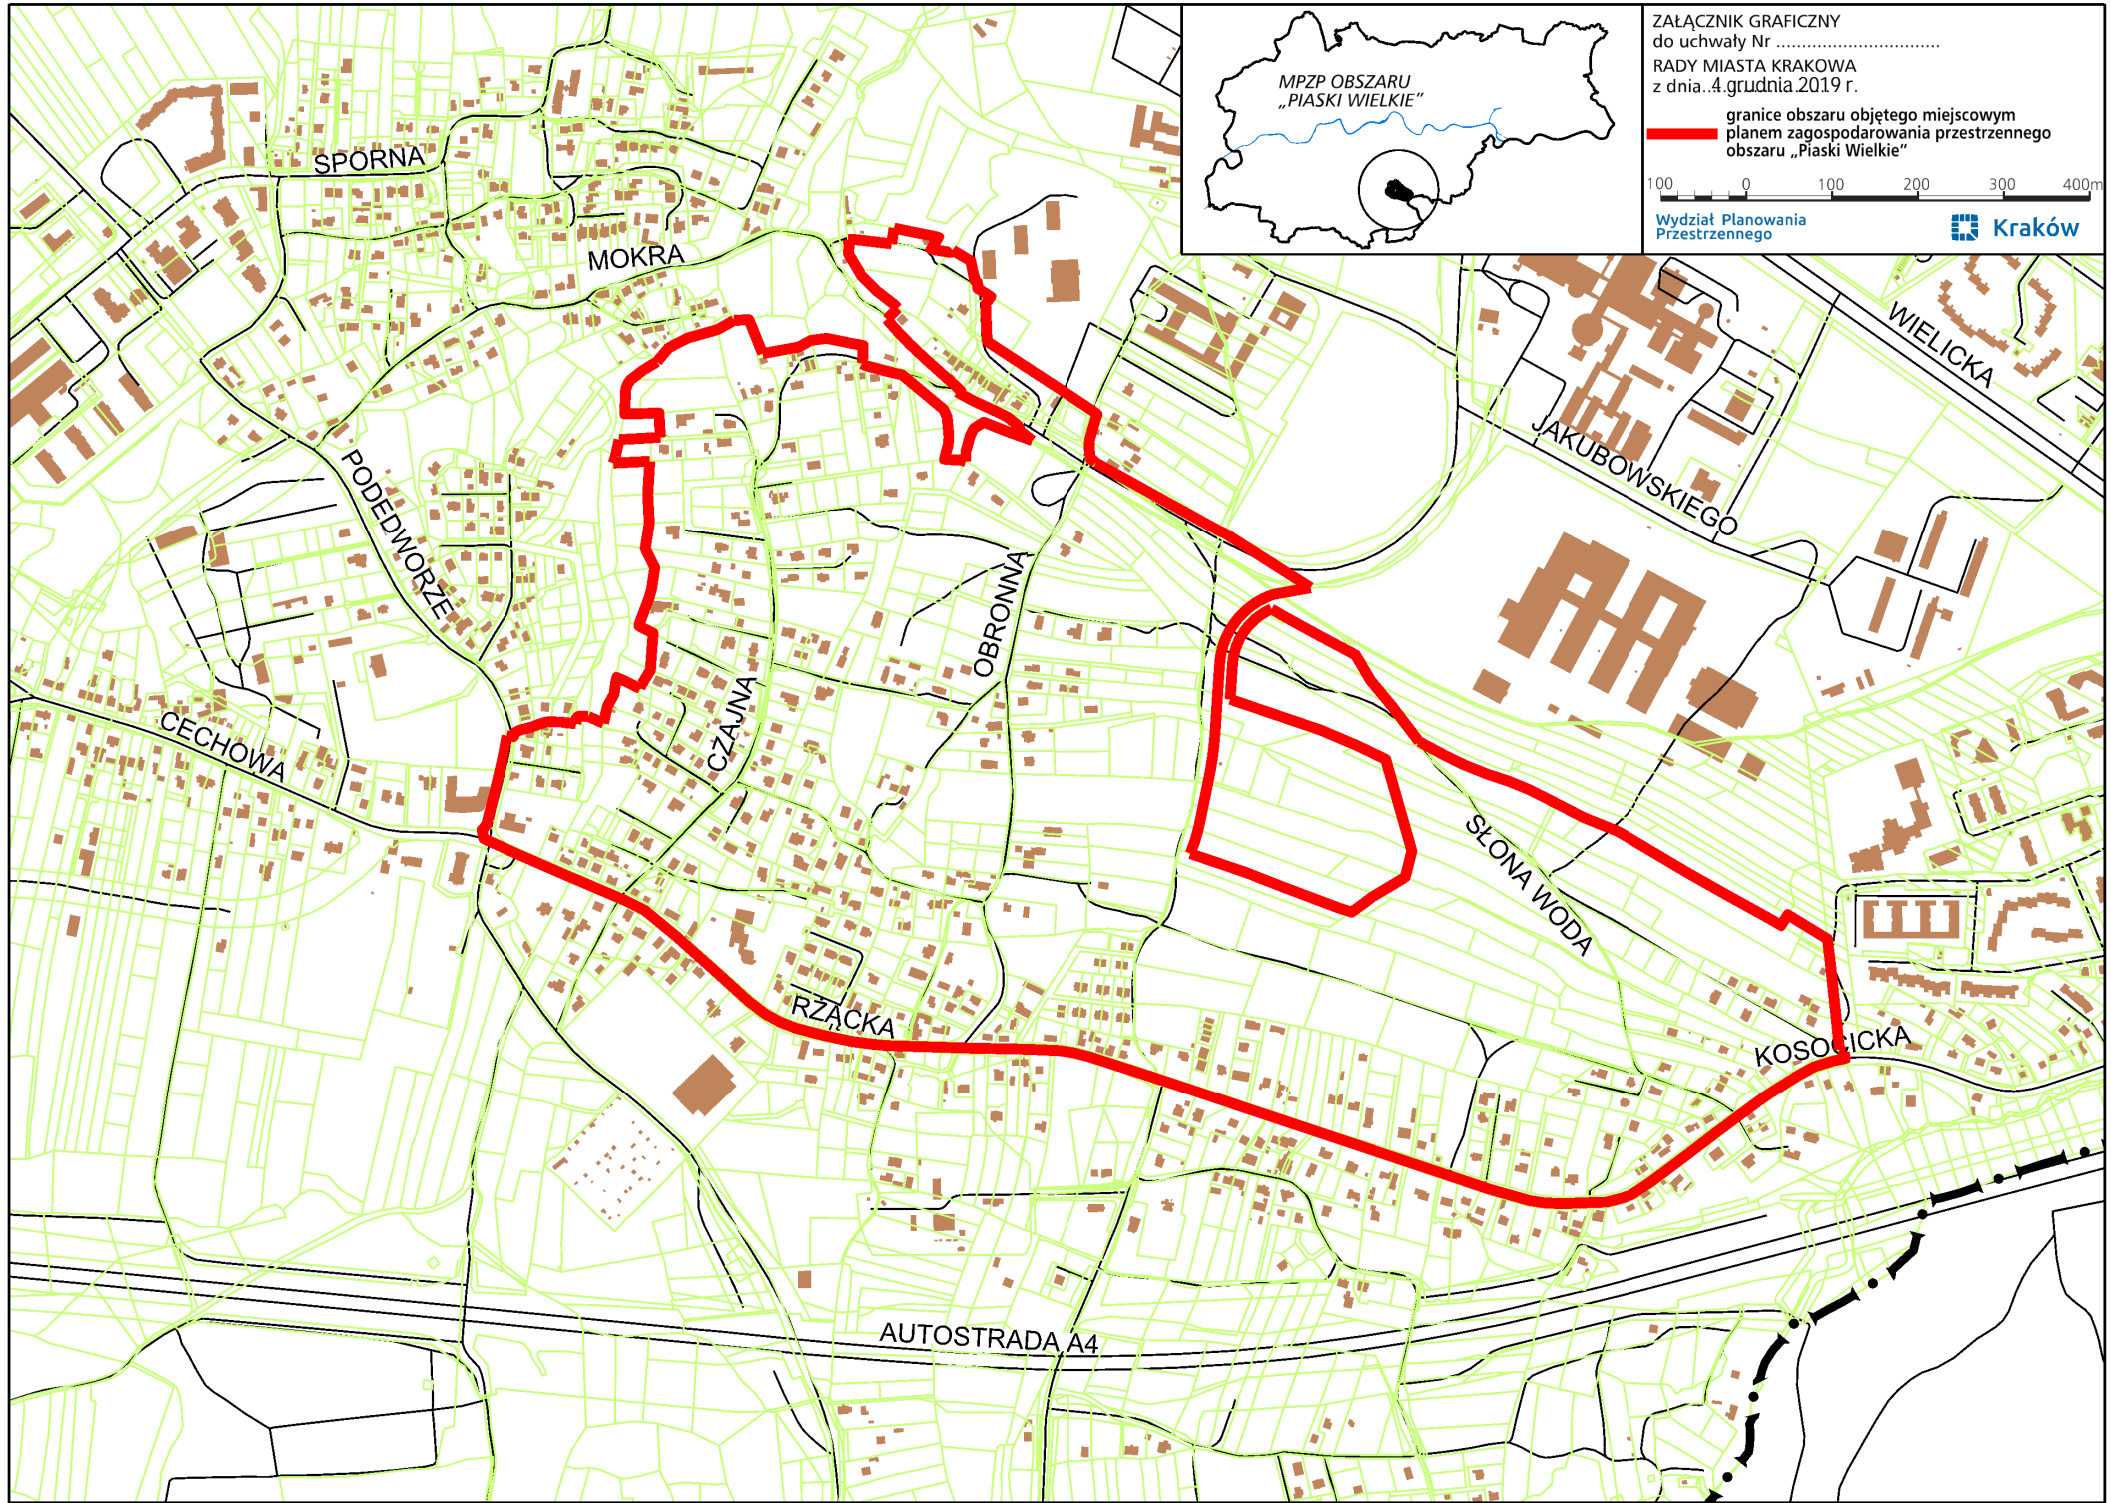 MPZP OBSZARU
„PIASKI WIELKIE”
ZAŁĄCZNIK GRAFICZNY
do uchwały Nr ................................
RADY MIASTA KRAKOWA
z dnia..4.grudnia.2019 r.
granice obszaru objętego miejscowym
planem zagospodarowania przestrzennego
obszaru „Piaski Wielkie”
100 0 100 200 300 400m
Wydział Planowania
Przestrzennego
Kraków
SPORNA
MOKRA
WIELICKA
JAKUBOWSKIEGO
PODEDWORZE
OBRONNA
CZAJNA
CECHOWA
SŁONA WODA
RŻĄCKA
KOSOCICKA
AUTOSTRADA A4